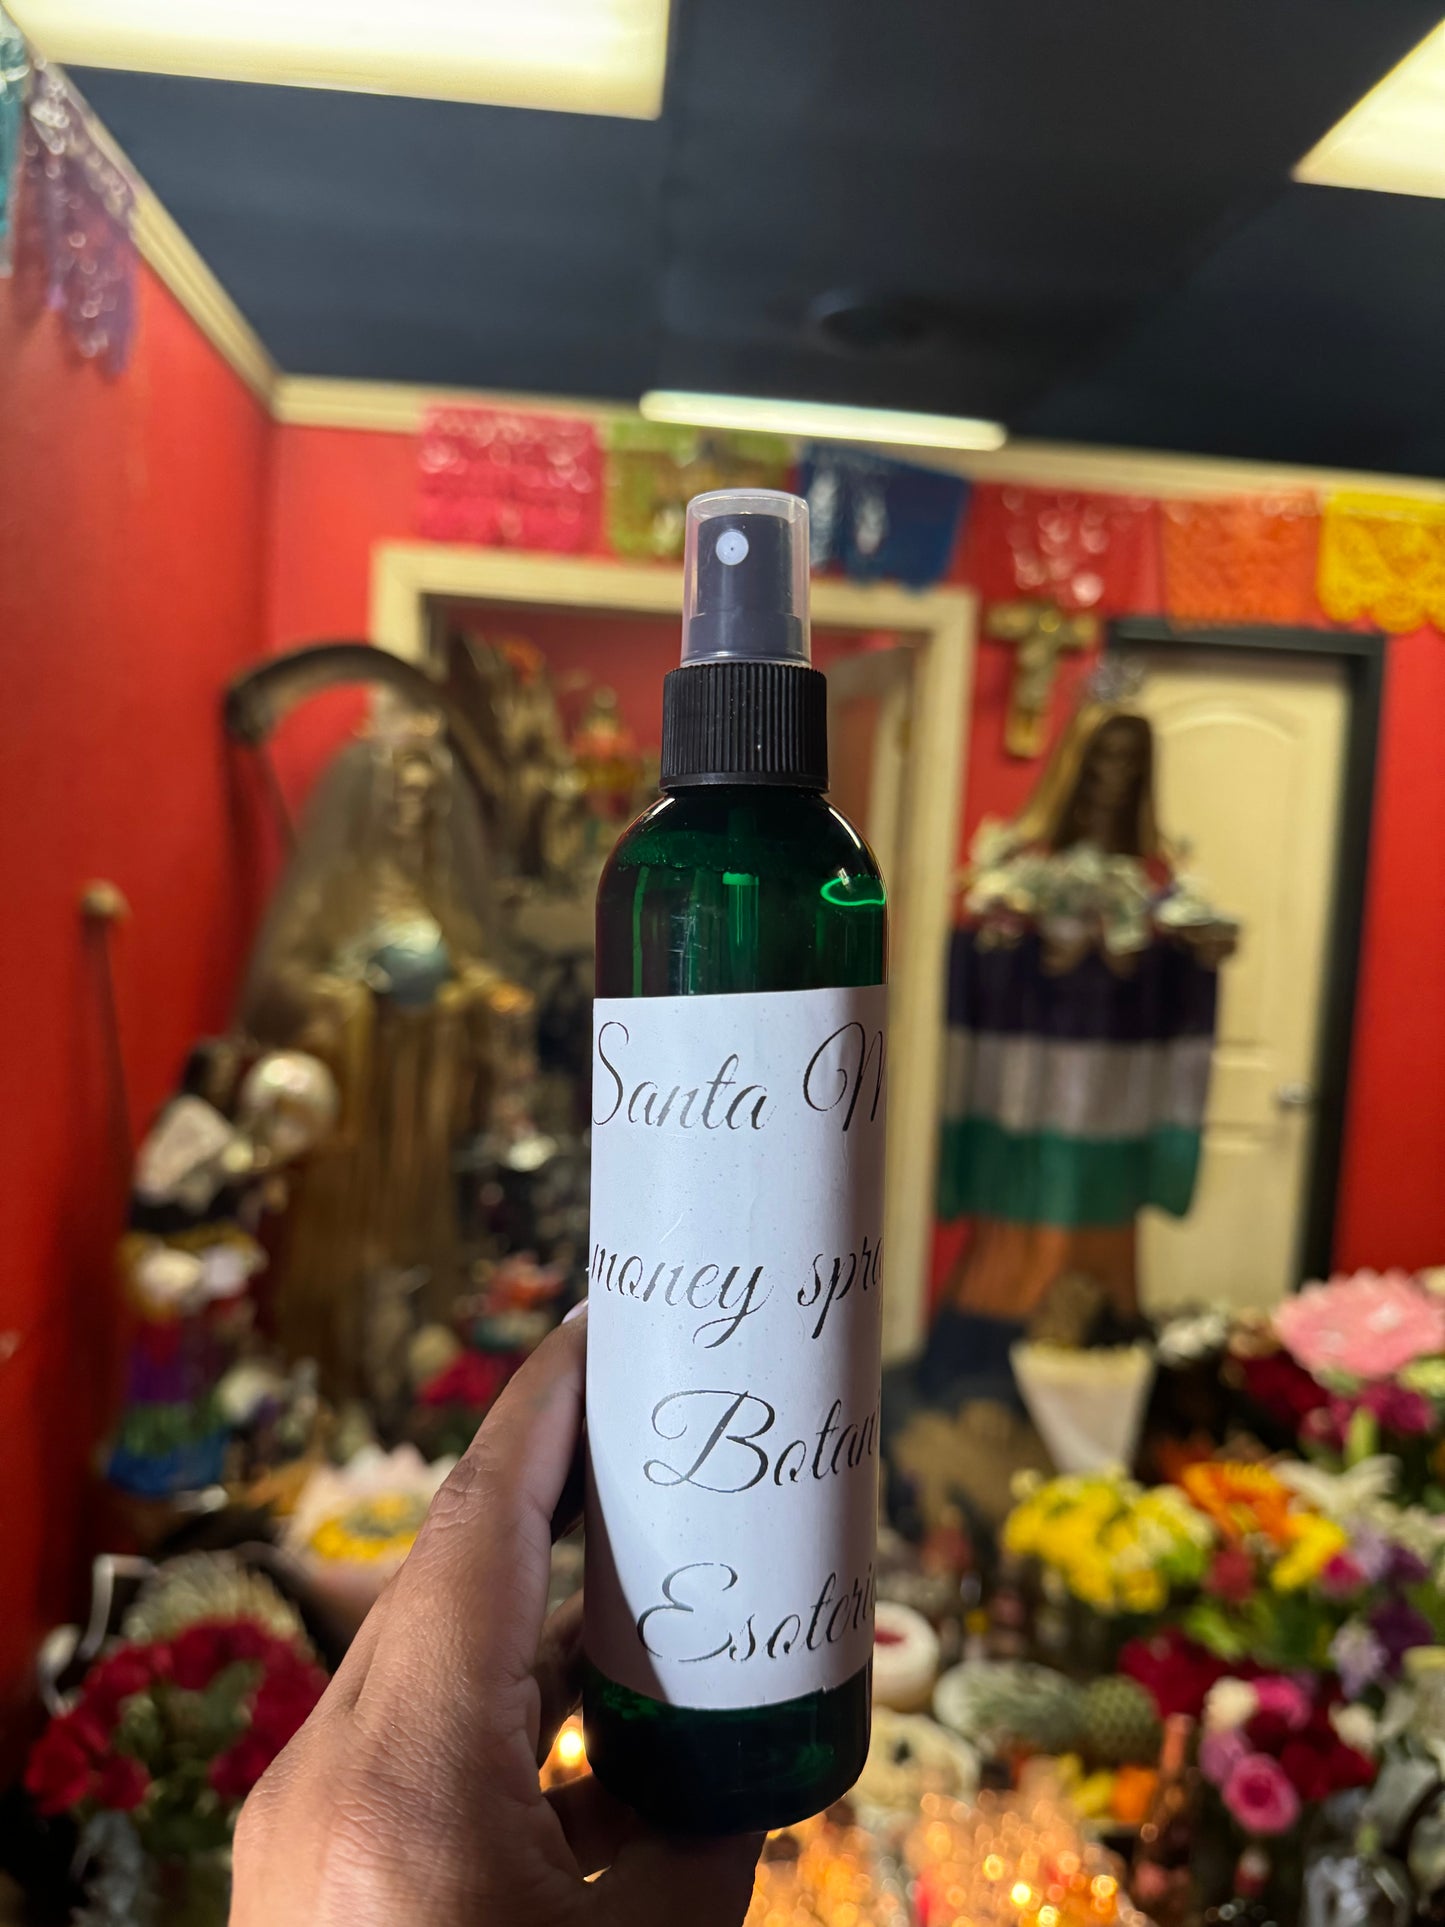 Santa M
money spra
Botani
Esoteri